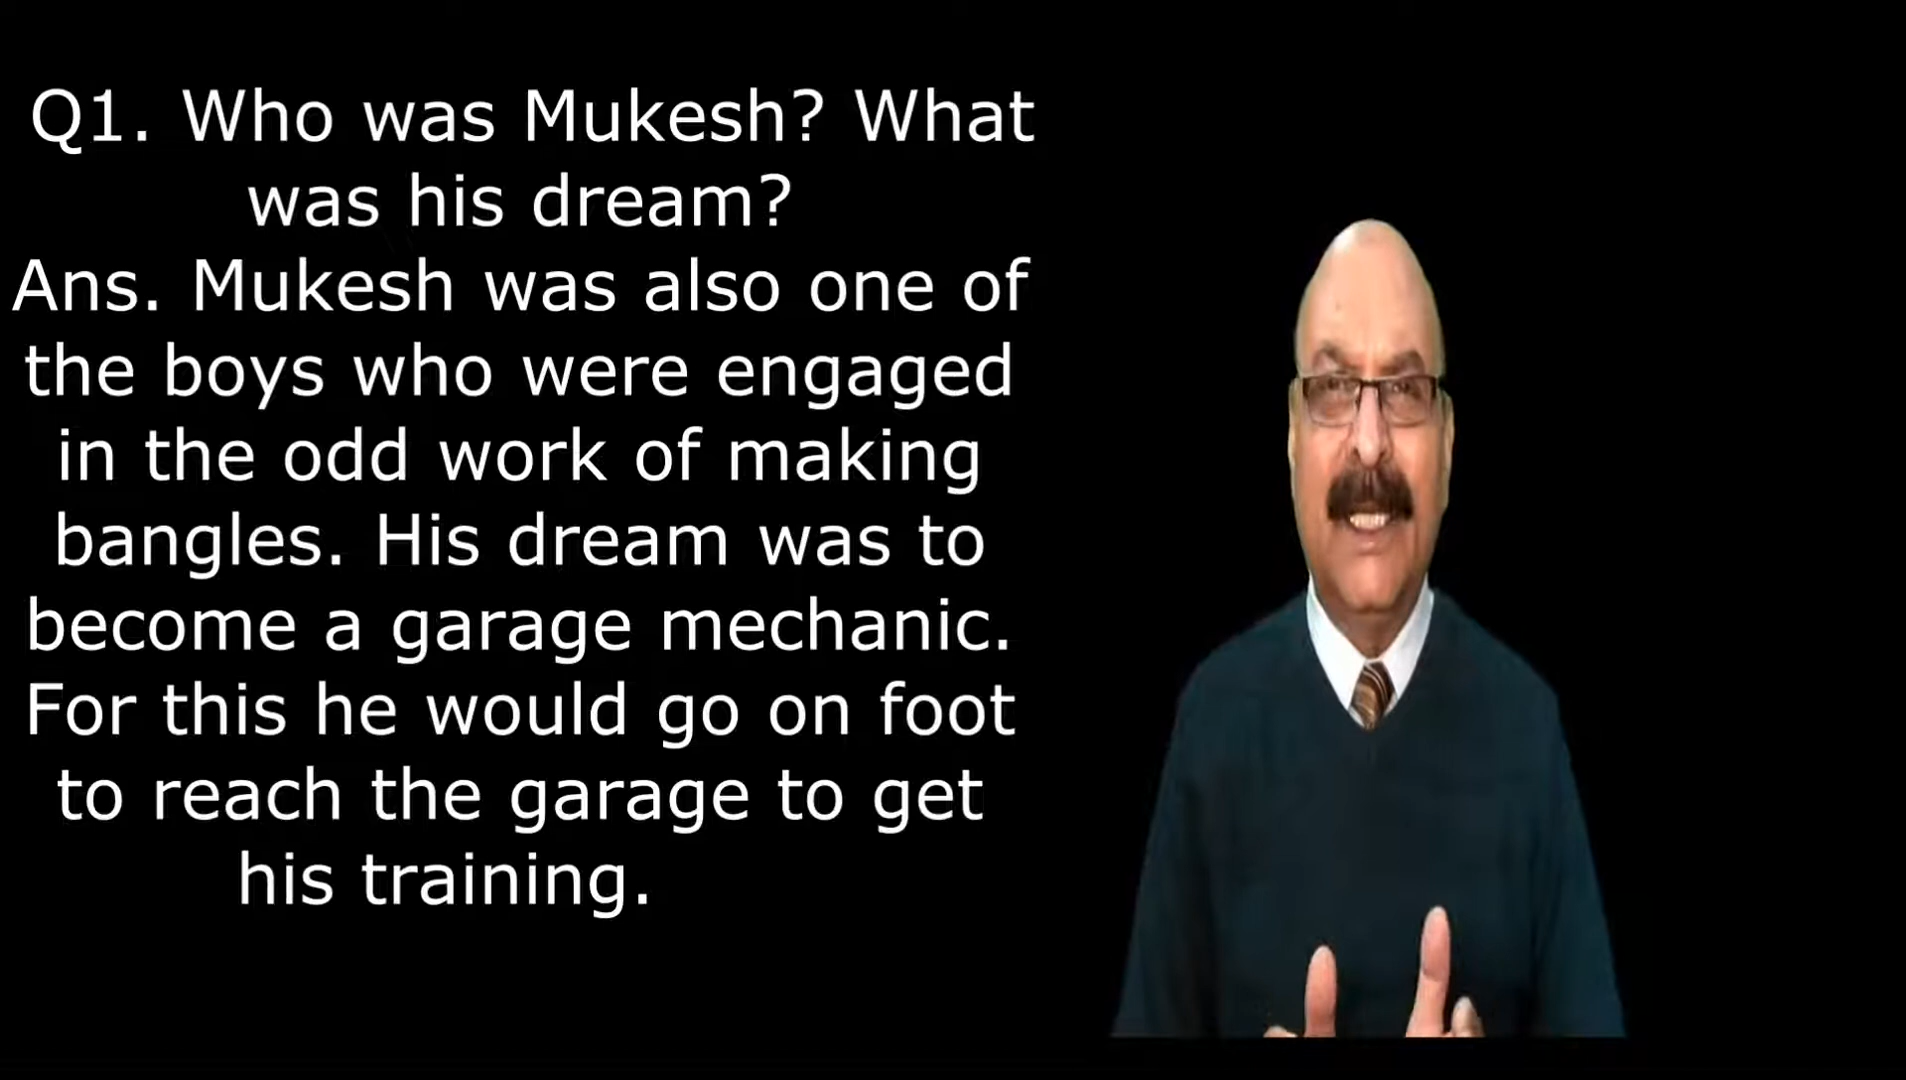 Q1. Who was Mukesh? What
was his dream?
Ans. Mukesh was also one of
the boys who were engaged
in the odd work of making
bangles. His dream was to
become a garage mechanic.
For this he would go on foot
to reach the garage to get
his training.